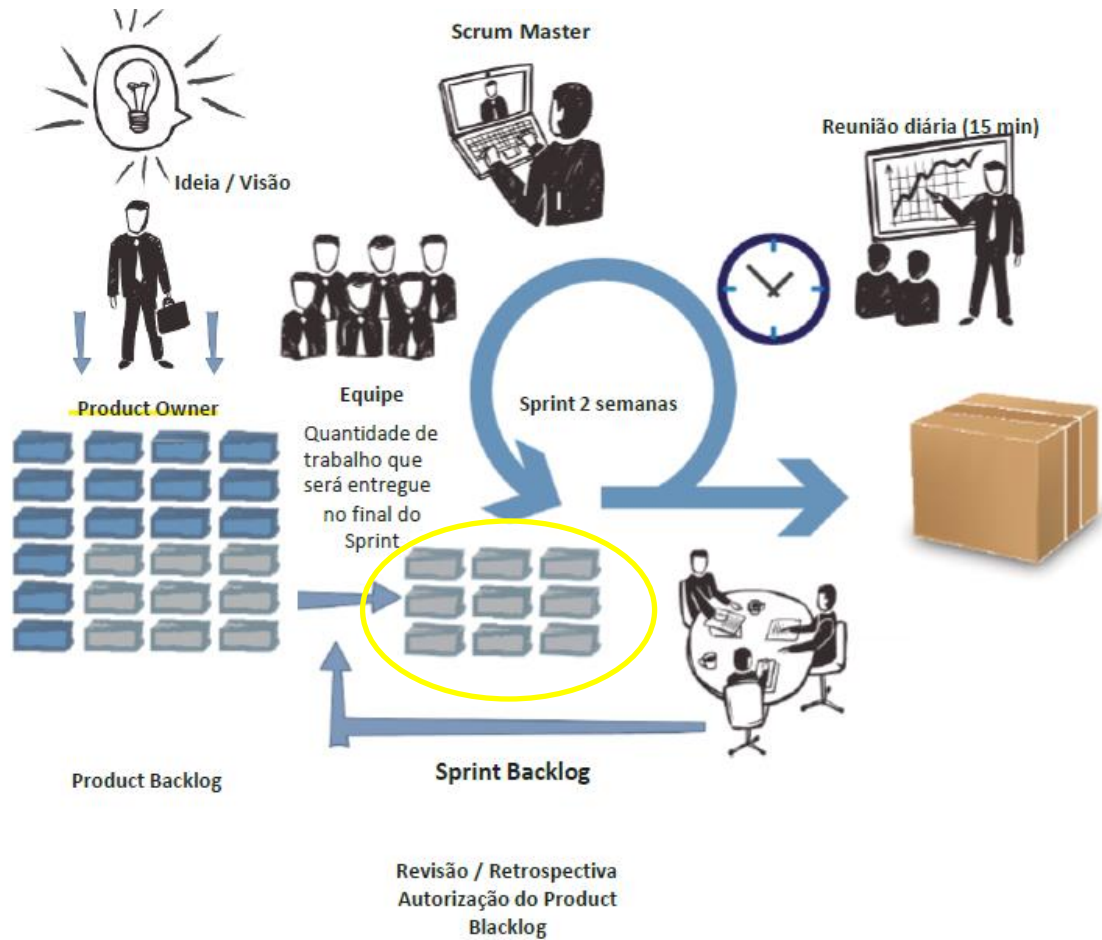 Scrum Master
Reunião diária (15 min)
Ideia / Visão
Product Owner
Equipe
Sprint 2 semanas
Quantidade de
trabalho que
será entregue
no final do
Sprint
Product Backlog
Sprint Backlog
Revisão / Retrospectiva
Autorização do Product
Blacklog